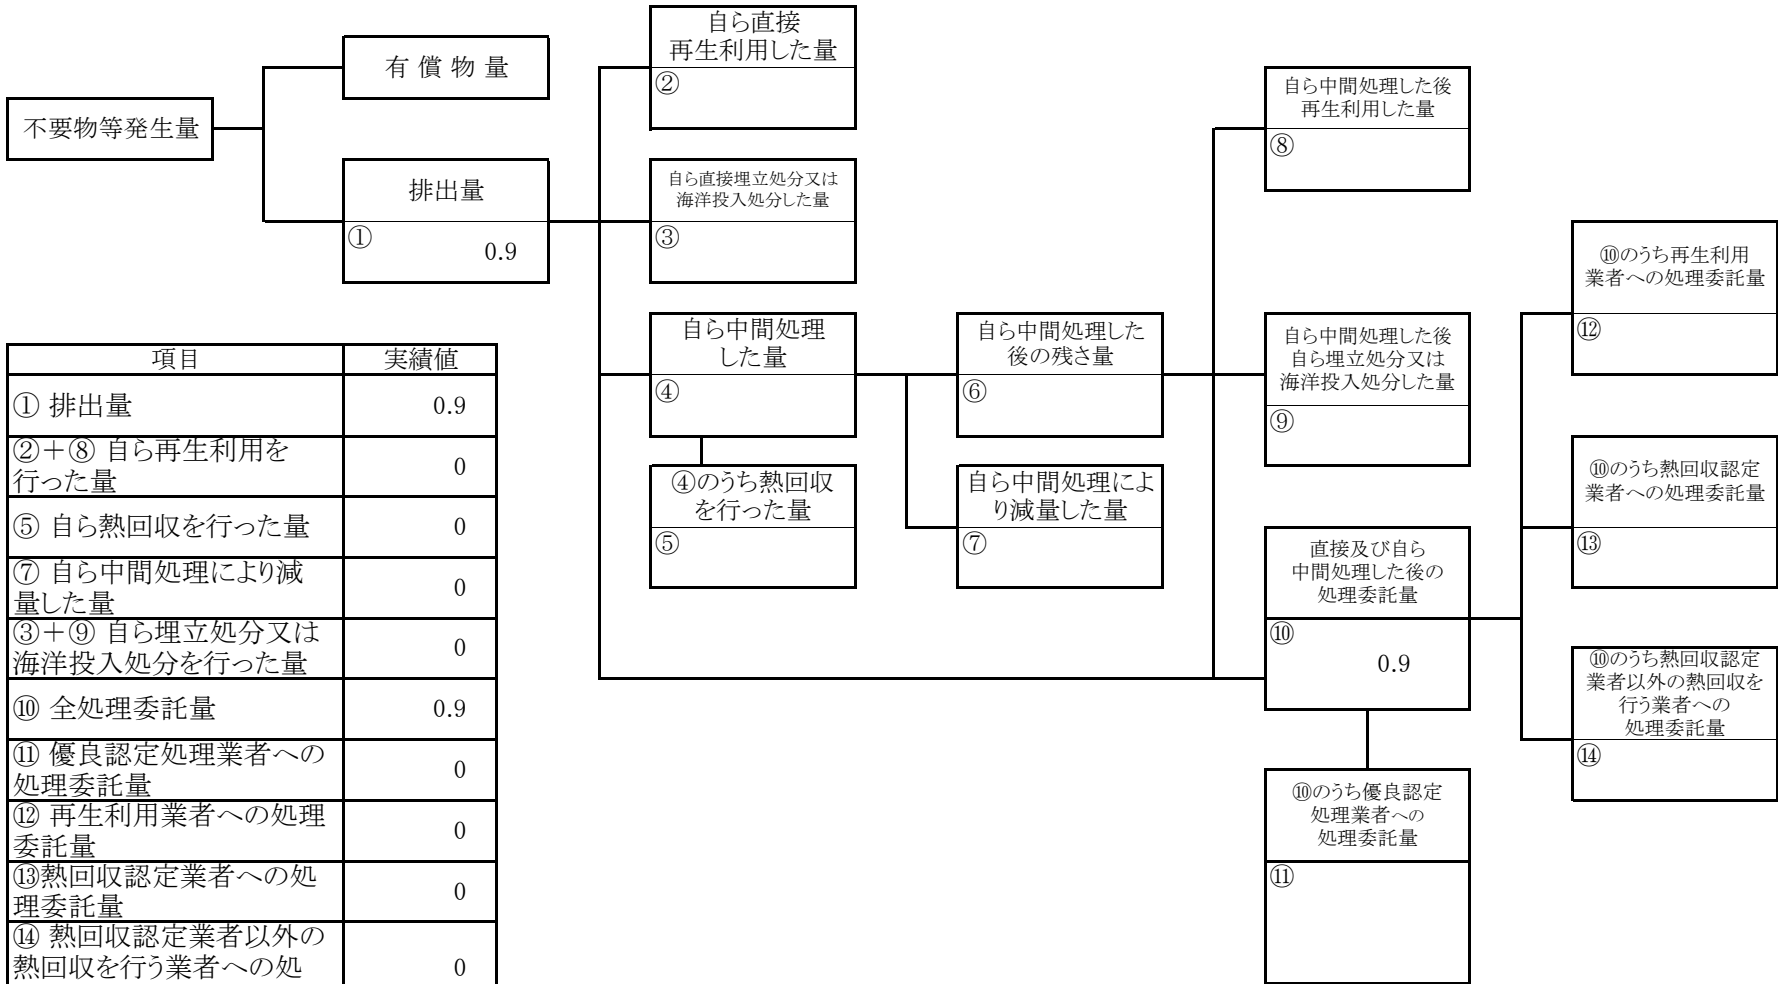 不要物等発生量
有 償 物 量
排出量
①
0.9
自ら直接
再生利用した量
②
自ら直接埋立処分又は
海洋投入処分した量
③
自ら中間処理
した量
④
④のうち熱回収
を行った量
⑤
自ら中間処理した
後の残さ量
⑥
自ら中間処理によ
り減量した量
⑦
自ら中間処理した後
再生利用した量
⑧
自ら中間処理した後
自ら埋立処分又は
海洋投入処分した量
⑨
直接及び自ら
中間処理した後の
処理委託量
⑩
0.9
⑩のうち優良認定
処理業者への
処理委託量
⑪
⑩のうち再生利用
業者への処理委託量
⑫
⑩のうち熱回収認定
業者への処理委託量
⑬
⑩のうち熱回収認定
業者以外の熱回収を
行う業者への
処理委託量
⑭
項目 実績値
① 排出量 0.9
②＋⑧ 自ら再生利用を
行った量 0
⑤ 自ら熱回収を行った量 0
⑦ 自ら中間処理により減
量した量 0
③＋⑨ 自ら埋立処分又は
海洋投入処分を行った量 0
⑩ 全処理委託量 0.9
⑪ 優良認定処理業者への
処理委託量 0
⑫ 再生利用業者への処理
委託量 0
⑬熱回収認定業者への処
理委託量 0
⑭ 熱回収認定業者以外の
熱回収を行う業者への処 0